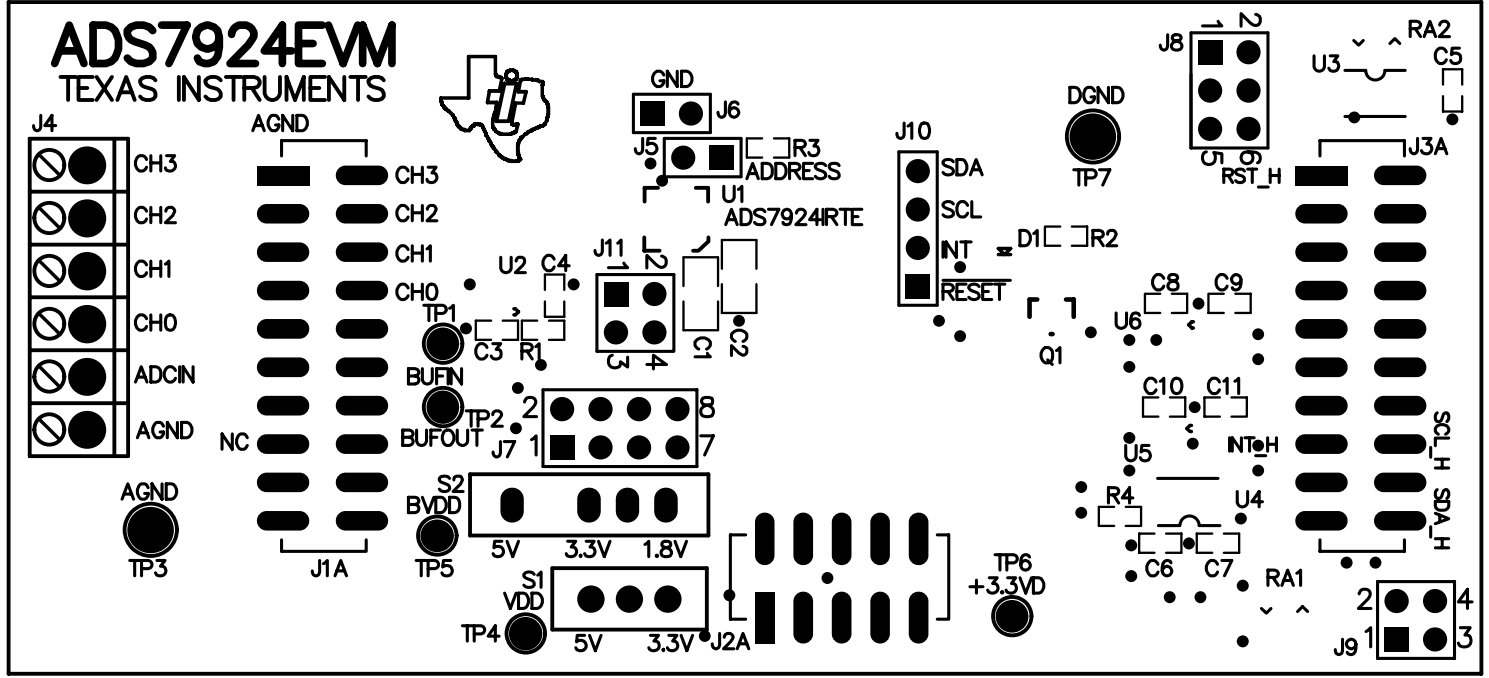 ADS7924EVM
TEXAS INSTRUMENTS
J4
CH3
CH2
CH1
CH0
ADCIN
AGND
AGND
TP3
AGND
CH3
CH2
CH1
CH0
NC
J1A
TP1
BUFIN
TP2
BUFOUT
BVDD
TP5
U2
C4
C3
R1
GND
J6
J5
R3
ADDRESS
U1
ADS7924IRTE
J11
1
2
3
4
C1
C2
2
8
J7
1
7
S2
5V
3.3V
1.8V
S1
VDD
TP4
5V
3.3V
J2A
J10
SDA
SCL
INT
RESET
D1
R2
Q1
DGND
TP7
+3.3VD
TP6
J8
1
2
5
6
U3
RA2
C5
J3A
RST_H
C8
C9
U6
C10
C11
U5
INT_H
SCL_H
SDA_H
R4
U4
C6
C7
RA1
2
4
J9
1
3